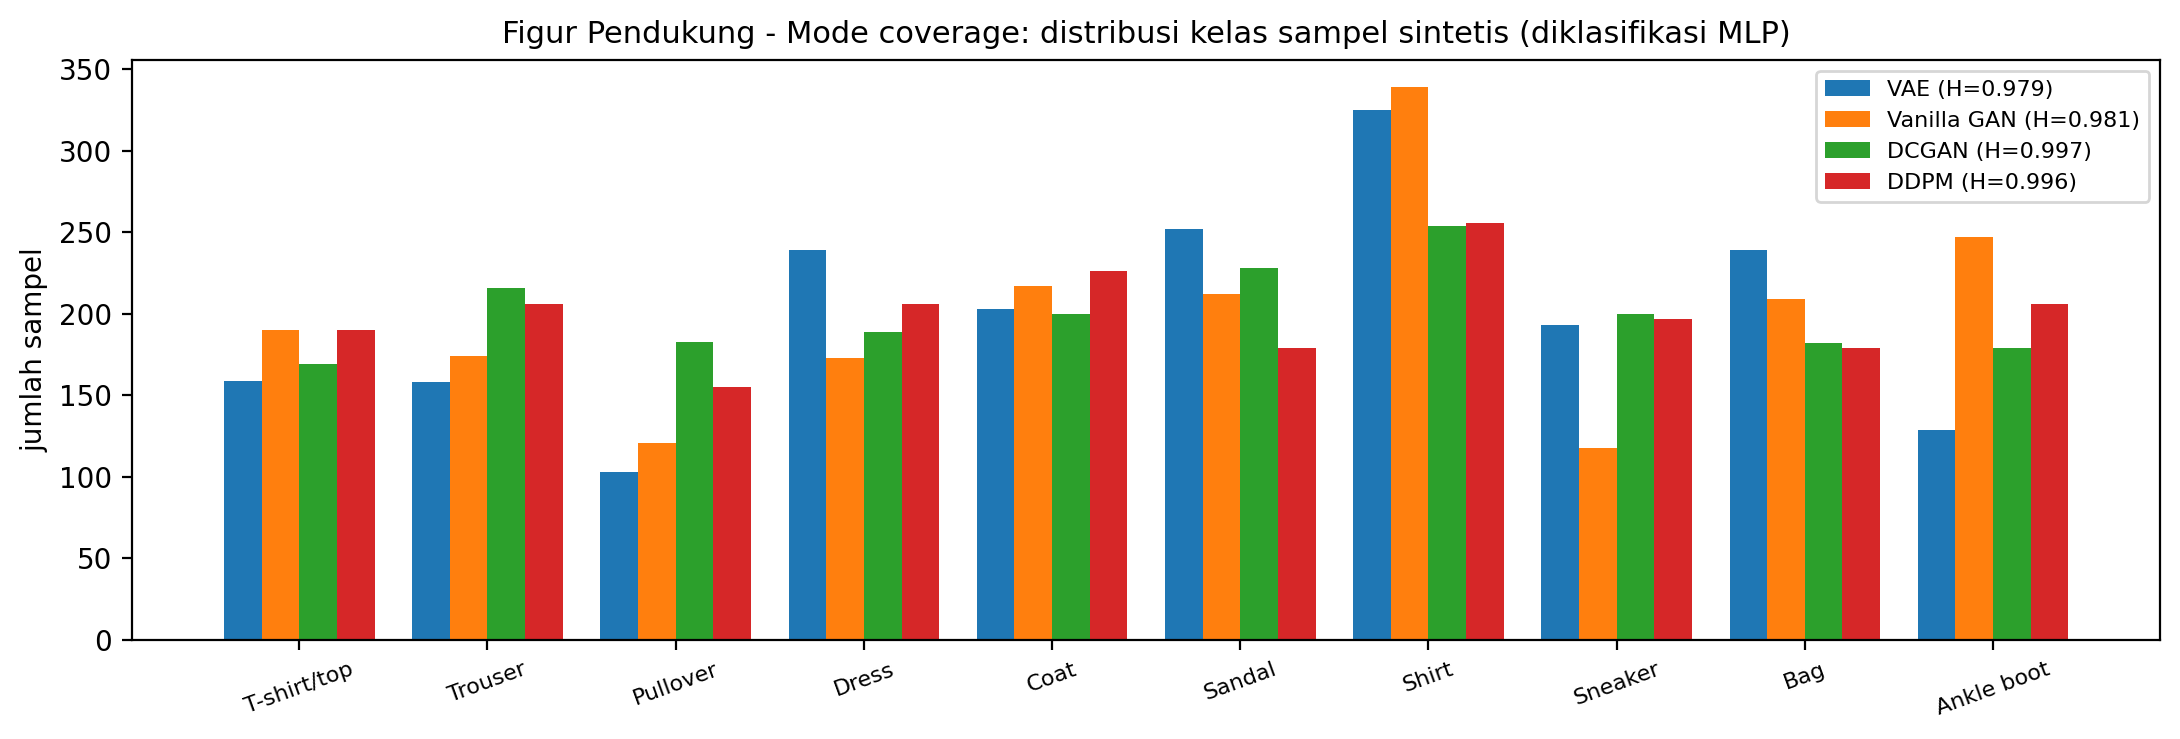 Figur Pendukung - Mode coverage: distribusi kelas sampel sintetis (diklasifikasi MLP)
jumlah sampel
350
300
250
200
150
100
50
0
VAE (H=0.979)
Vanilla GAN (H=0.981)
DCGAN (H=0.997)
DDPM (H=0.996)
T-shirt/top
Trouser
Pullover
Dress
Coat
Sandal
Shirt
Sneaker
Bag
Ankle boot